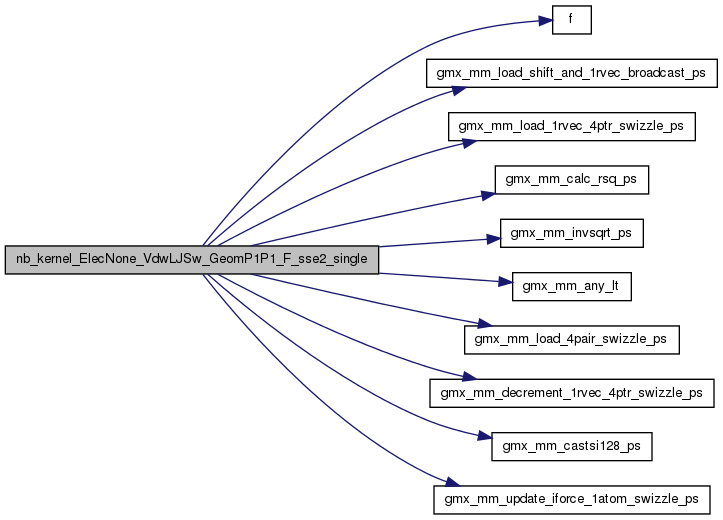 f
gmx_mm_load_shift_and_1rvec_broadcast_ps
gmx_mm_load_1rvec_4ptr_swizzle_ps
gmx_mm_calc_rsq_ps
gmx_mm_invsqrt_ps
nb_kernel_ElecNone_VdwLJSw_GeomP1P1_F_sse2_single
gmx_mm_any_lt
gmx_mm_load_4pair_swizzle_ps
gmx_mm_decrement_1rvec_4ptr_swizzle_ps
gmx_mm_castsi128_ps
gmx_mm_update_iforce_1atom_swizzle_ps